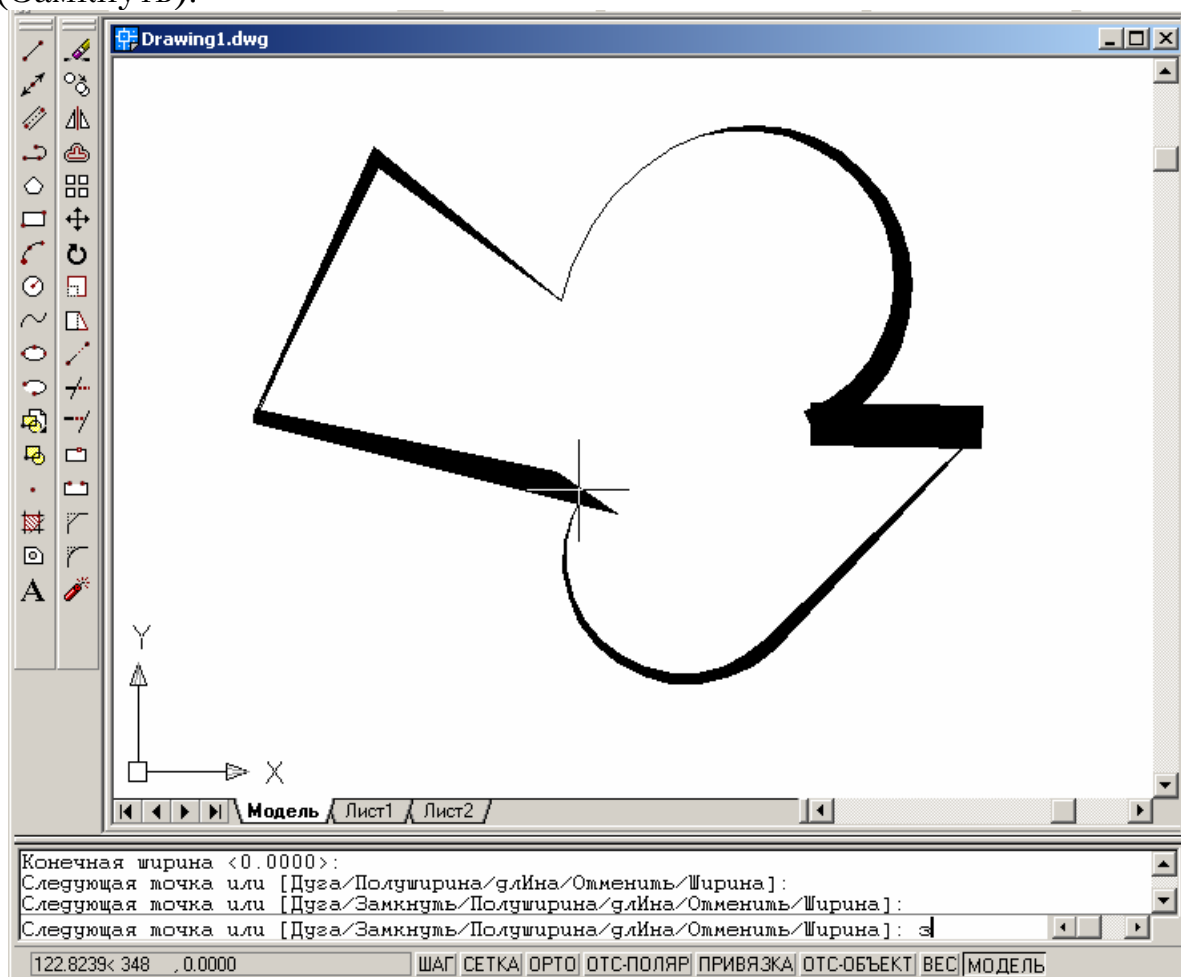 (Замкнуть).
Drawing1.dwg
A
Y
X
Модель Лист1 Лист2
Конечная ширина <0.0000>:
Следующая точка или [Дуга/Полуширина/длИна/Отменить/Ширина]:
Следующая точка или [Дуга/Замкнуть/Полуширина/длИна/Отменить/Ширина]:
Следующая точка или [Дуга/Замкнуть/Полуширина/длИна/Отменить/Ширина]: з
122.8239< 348 , 0.0000 ШАГ СЕТКА ОРТО ОТС-ПОЛЯР ПРИВЯЗКА ОТС-ОБЪЕКТ ВЕС МОДЕЛЬ